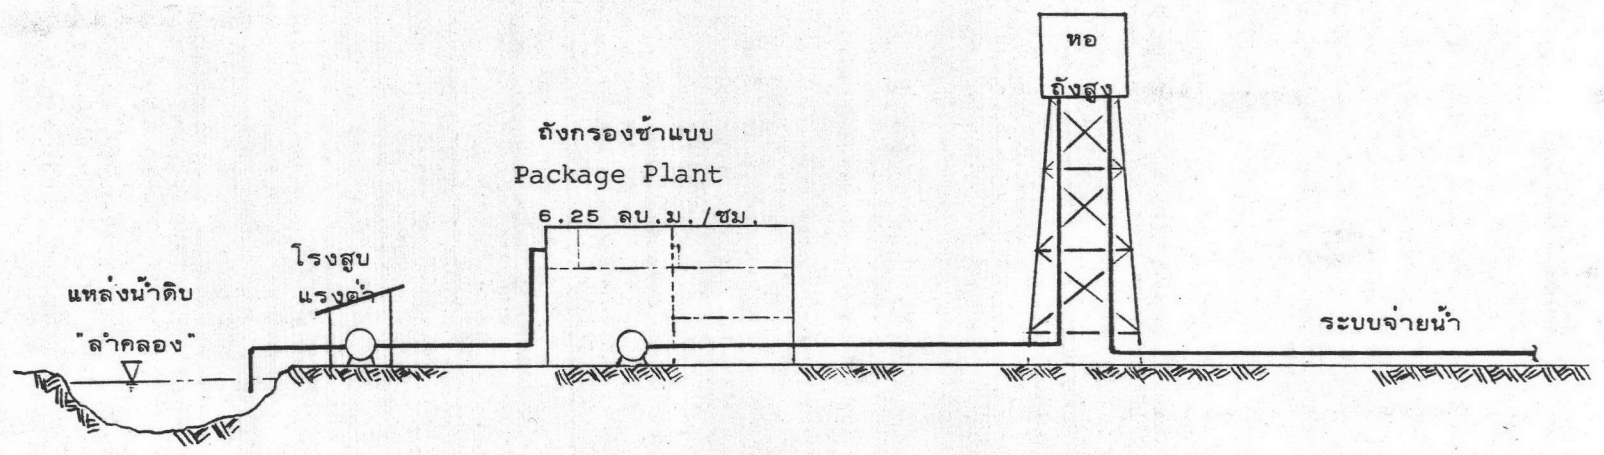 แหล่งน้ำดิบ
"ลำคลอง"
โรงสูบ
แรงต่ำ
ถังกรองช้าแบบ
Package Plant
6.25 ลบ.ม./ชม.
หอ
ถังสูง
ระบบจ่ายน้ำ